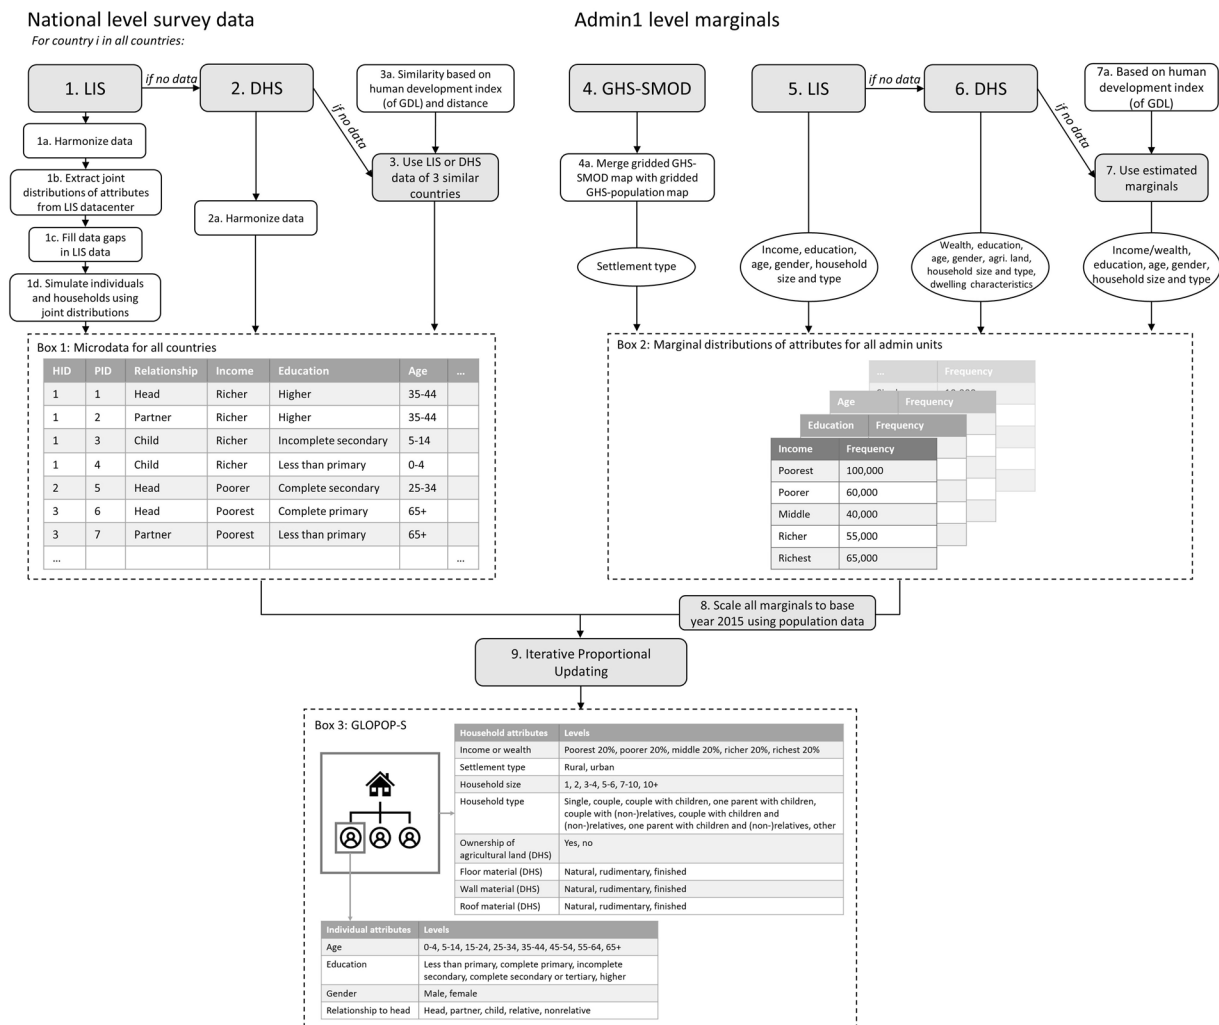 National level survey data
For country i in all countries:
1. LIS
if no data
2. DHS
if no data
3a. Similarity based on
human development index
(of GDL) and distance
1a. Harmonize data
1b. Extract joint
distributions of attributes
from LIS datacenter
3. Use LIS or DHS
data of 3 similar
countries
2a. Harmonize data
1c. Fill data gaps
in LIS data
1d. Simulate individuals
and households using
joint distributions
Admin1 level marginals
4. GHS-SMOD
5. LIS
if no data
6. DHS
if no data
7a. Based on human
development index
(of GDL)
4a. Merge gridded GHS-
SMOD map with gridded
GHS-population map
7. Use estimated
marginals
Settlement type
Income, education,
age, gender, household
size and type
Wealth, education,
age, gender, agri. land,
household size and type,
dwelling characteristics
Income/wealth,
education, age, gender,
household size and type
Box 1: Microdata for all countries
HID PID Relationship Income Education Age ...
1 1 Head Richer Higher 35-44
1 2 Partner Richer Higher 35-44
1 3 Child Richer Incomplete secondary 5-14
1 4 Child Richer Less than primary 0-4
2 5 Head Poorer Complete secondary 25-34
3 6 Head Poorest Complete primary 65+
3 7 Partner Poorest Less than primary 65+
... ...
Box 2: Marginal distributions of attributes for all admin units
... Frequency
Age Frequency
Education Frequency
Income Frequency
Poorest 100,000
Poorer 60,000
Middle 40,000
Richer 55,000
Richest 65,000
8. Scale all marginals to base
year 2015 using population data
9. Iterative Proportional
Updating
Box 3: GLOPOP-S
Household attributes Levels
Income or wealth Poorest 20%, poorer 20%, middle 20%, richer 20%, richest 20%
Settlement type Rural, urban
Household size 1, 2, 3-4, 5-6, 7-10, 10+
Household type Single, couple, couple with children, one parent with children,
couple with (non-)relatives, couple with children and
(non-)relatives, one parent with children and (non-)relatives, other
Ownership of Yes, no
agricultural land (DHS)
Floor material (DHS) Natural, rudimentary, finished
Wall material (DHS) Natural, rudimentary, finished
Roof material (DHS) Natural, rudimentary, finished
Individual attributes Levels
Age 0-4, 5-14, 15-24, 25-34, 35-44, 45-54, 55-64, 65+
Education Less than primary, complete primary, incomplete
secondary, complete secondary or tertiary, higher
Gender Male, female
Relationship to head Head, partner, child, relative, nonrelative